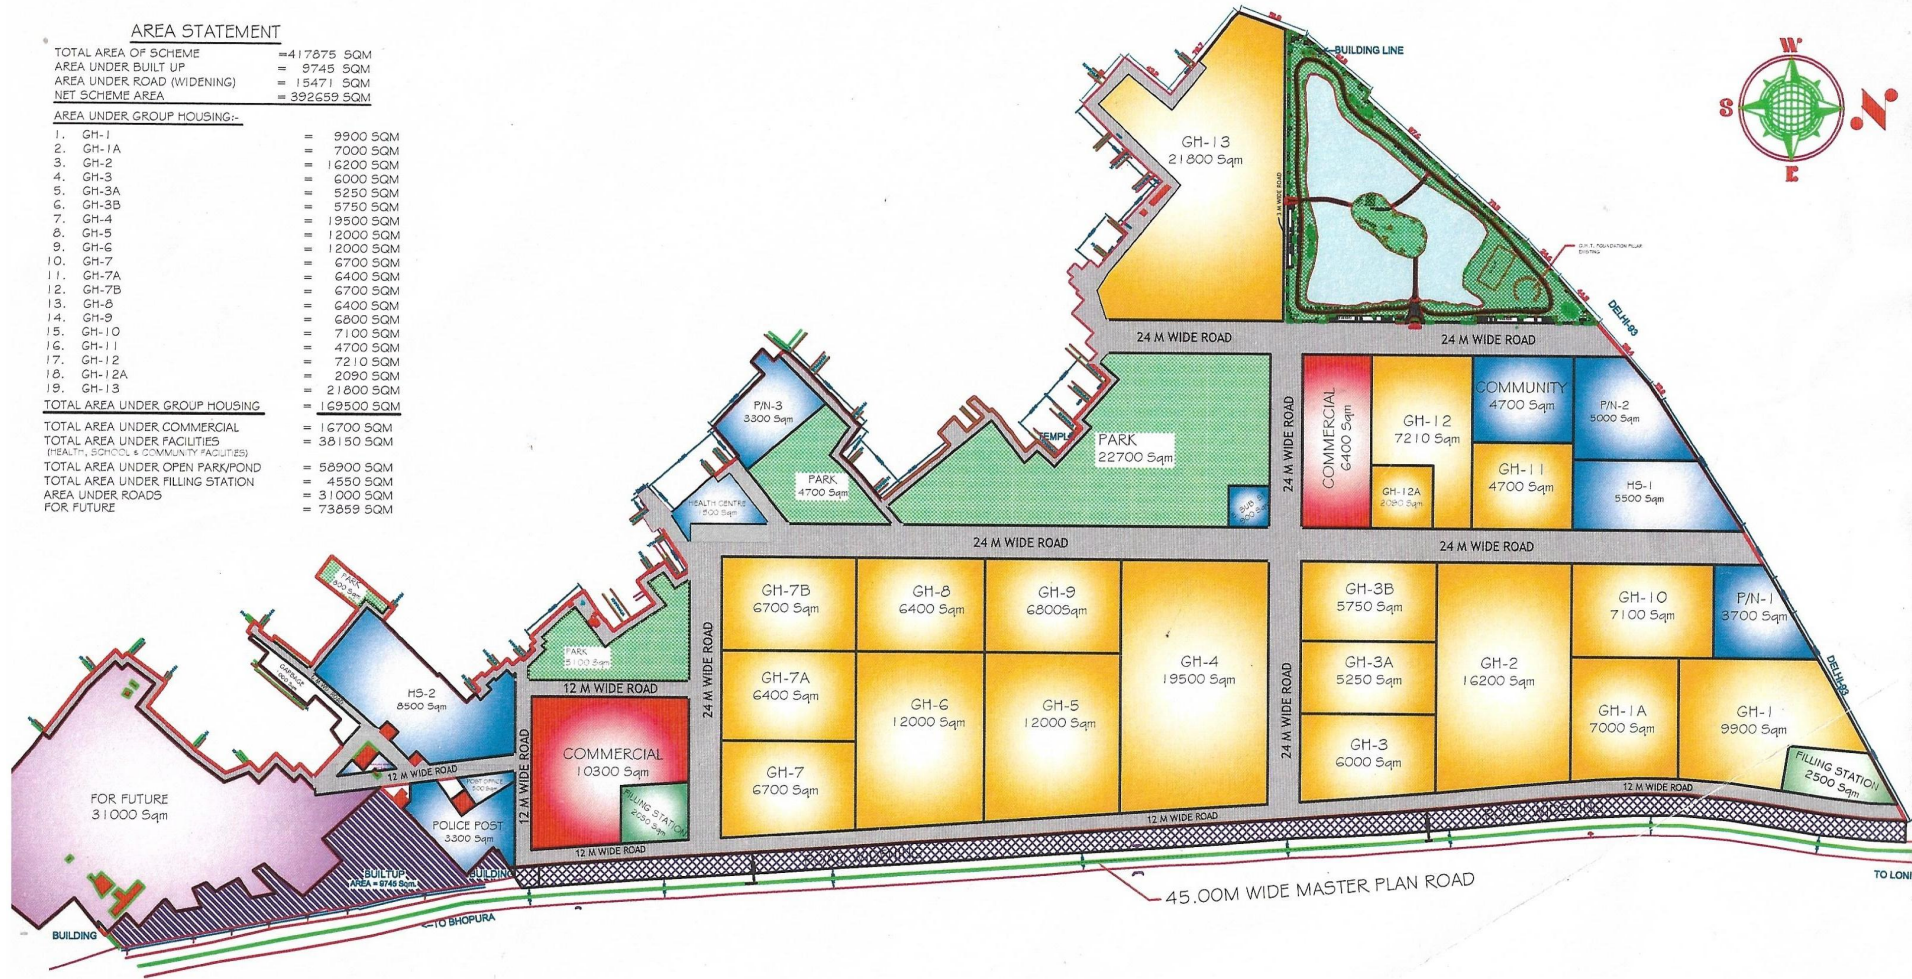 AREA STATEMENT
TOTAL AREA OF SCHEME =417875 SQM
AREA UNDER BUILT UP = 9745 SQM
AREA UNDER ROAD (WIDENING) = 15471 SQM
NET SCHEME AREA = 392659 SQM
AREA UNDER GROUP HOUSING:-
1. GH-1 = 9900 SQM
2. GH-1A = 7000 SQM
3. GH-2 = 16200 SQM
4. GH-3 = 6000 SQM
5. GH-3A = 5250 SQM
6. GH-3B = 5750 SQM
7. GH-4 = 19500 SQM
8. GH-5 = 12000 SQM
9. GH-6 = 12000 SQM
10. GH-7 = 6700 SQM
11. GH-7A = 6400 SQM
12. GH-7B = 6700 SQM
13. GH-8 = 6400 SQM
14. GH-9 = 6800 SQM
15. GH-10 = 7100 SQM
16. GH-11 = 4700 SQM
17. GH-12 = 7210 SQM
18. GH-12A = 2090 SQM
19. GH-13 = 21800 SQM
TOTAL AREA UNDER GROUP HOUSING = 169500 SQM
TOTAL AREA UNDER COMMERCIAL = 16700 SQM
TOTAL AREA UNDER FACILITIES = 38150 SQM
(HEALTH, SCHOOL & COMMUNITY FACILITIES)
TOTAL AREA UNDER OPEN PARK/POND = 58900 SQM
TOTAL AREA UNDER FILLING STATION = 4550 SQM
AREA UNDER ROADS = 31000 SQM
FOR FUTURE = 73859 SQM
BUILDING LINE
W
S
N
E
GH-13
21800 Sqm
3 M WIDE ROAD
G.H.T. FOUNDATION PILLAR
EXISTING
DELHI-93
24 M WIDE ROAD
24 M WIDE ROAD
P/N-3
3300 Sqm
TEMPLE
PARK
22700 Sqm
PARK
4700 Sqm
HEALTH CENTRE
24 M WIDE ROAD
COMMERCIAL
6400 Sqm
GH-12
7210 Sqm
GH-12A
2090 Sqm
COMMUNITY
4700 Sqm
GH-11
4700 Sqm
P/N-2
5000 Sqm
HS-1
5500 Sqm
24 M WIDE ROAD
24 M WIDE ROAD
PARK
GH-7B
6700 Sqm
GH-8
6400 Sqm
GH-9
6800Sqm
GH-4
19500 Sqm
GH-3B
5750 Sqm
GH-2
16200 Sqm
GH-10
7100 Sqm
P/N-1
3700 Sqm
24 M WIDE ROAD
PARK
5100 Sqm
12 M WIDE ROAD
GH-7A
6400 Sqm
GH-6
12000 Sqm
GH-5
12000 Sqm
24 M WIDE ROAD
GH-3A
5250 Sqm
GH-1A
7000 Sqm
GH-1
9900 Sqm
DELHI-93
GARBAGE
HS-2
8500 Sqm
12 M WIDE ROAD
12 M WIDE ROAD
COMMERCIAL
10300 Sqm
FILLING STATION
2050 Sqm
GH-7
6700 Sqm
GH-3
6000 Sqm
FILLING STATION
2500 Sqm
12 M WIDE ROAD
FOR FUTURE
31000 Sqm
POST OFFICE
500 Sqm
POLICE POST
3300 Sqm
12 M WIDE ROAD
12 M WIDE ROAD
BUILTUP
AREA = 9745 Sqm.
BUILDING
45.00M WIDE MASTER PLAN ROAD
TO BHOPURA
BUILDING